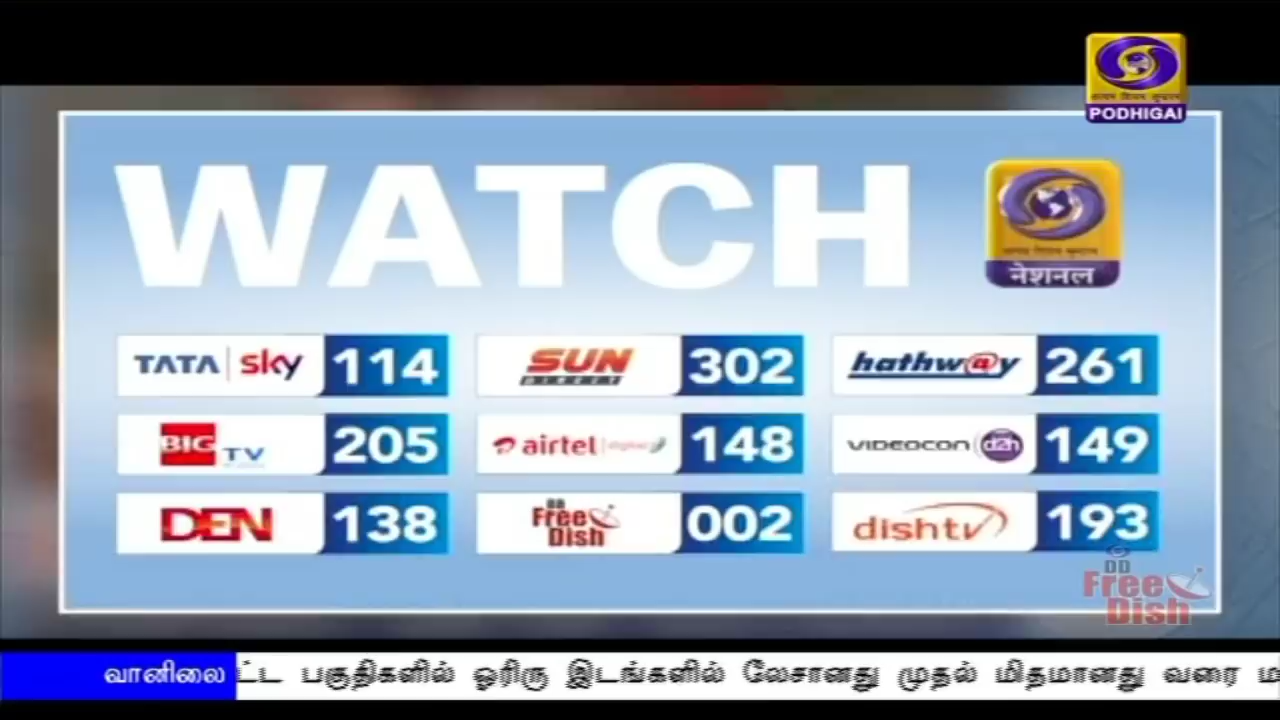 PODHIGAI
WATCH
नेशनल
TATA sky 114
SUN DIRECT 302
hathw@y 261
BIG TV 205
airtel digital 148
VIDEOCON d2h 149
DEN 138
DD Free Dish 002
dishtv 193
DD
Free
Dish
வானிலை ட்ட பகுதிகளில் ஓரிரு இடங்களில் லேசானது முதல் மிதமானது வரை ம